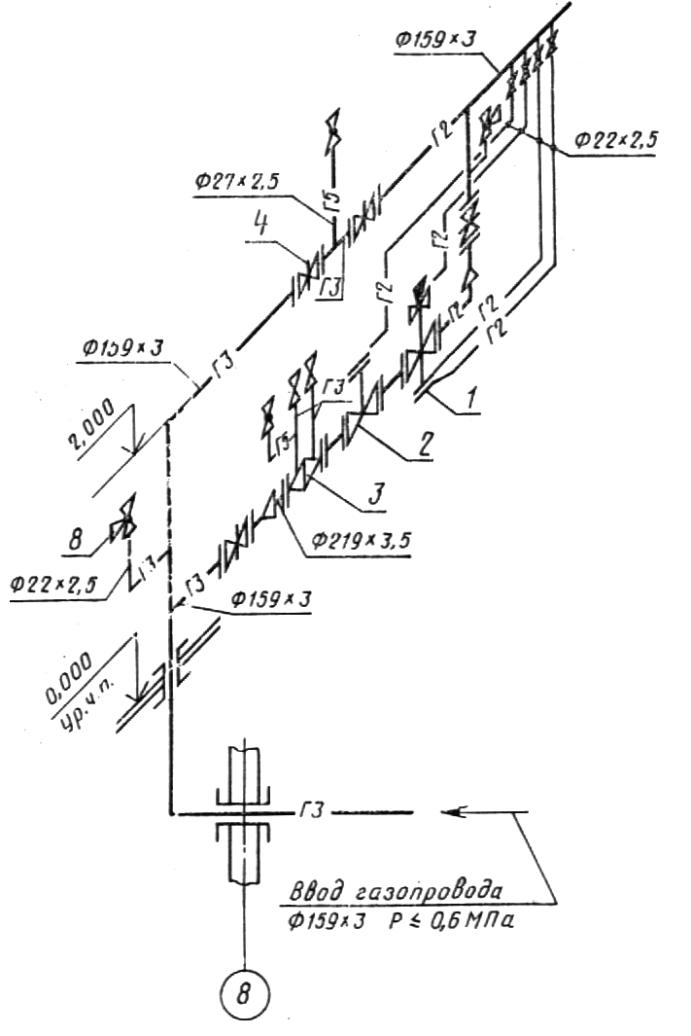 Ф159×3
Г2
Ф22×2,5
Ф27×2,5
Г5
4
Г3
Г2
Г2
Г2
Г2
Г2
Ф159×3
Г3
1
Г3
2,000
Г5
2
3
8
Ф219×3,5
Г3
Ф22×2,5
Г3
Ф159×3
0,000
Ур.ч.п.
Г3
Ввод газопровода
Ф159×3 Р ≤ 0,6 МПа
8